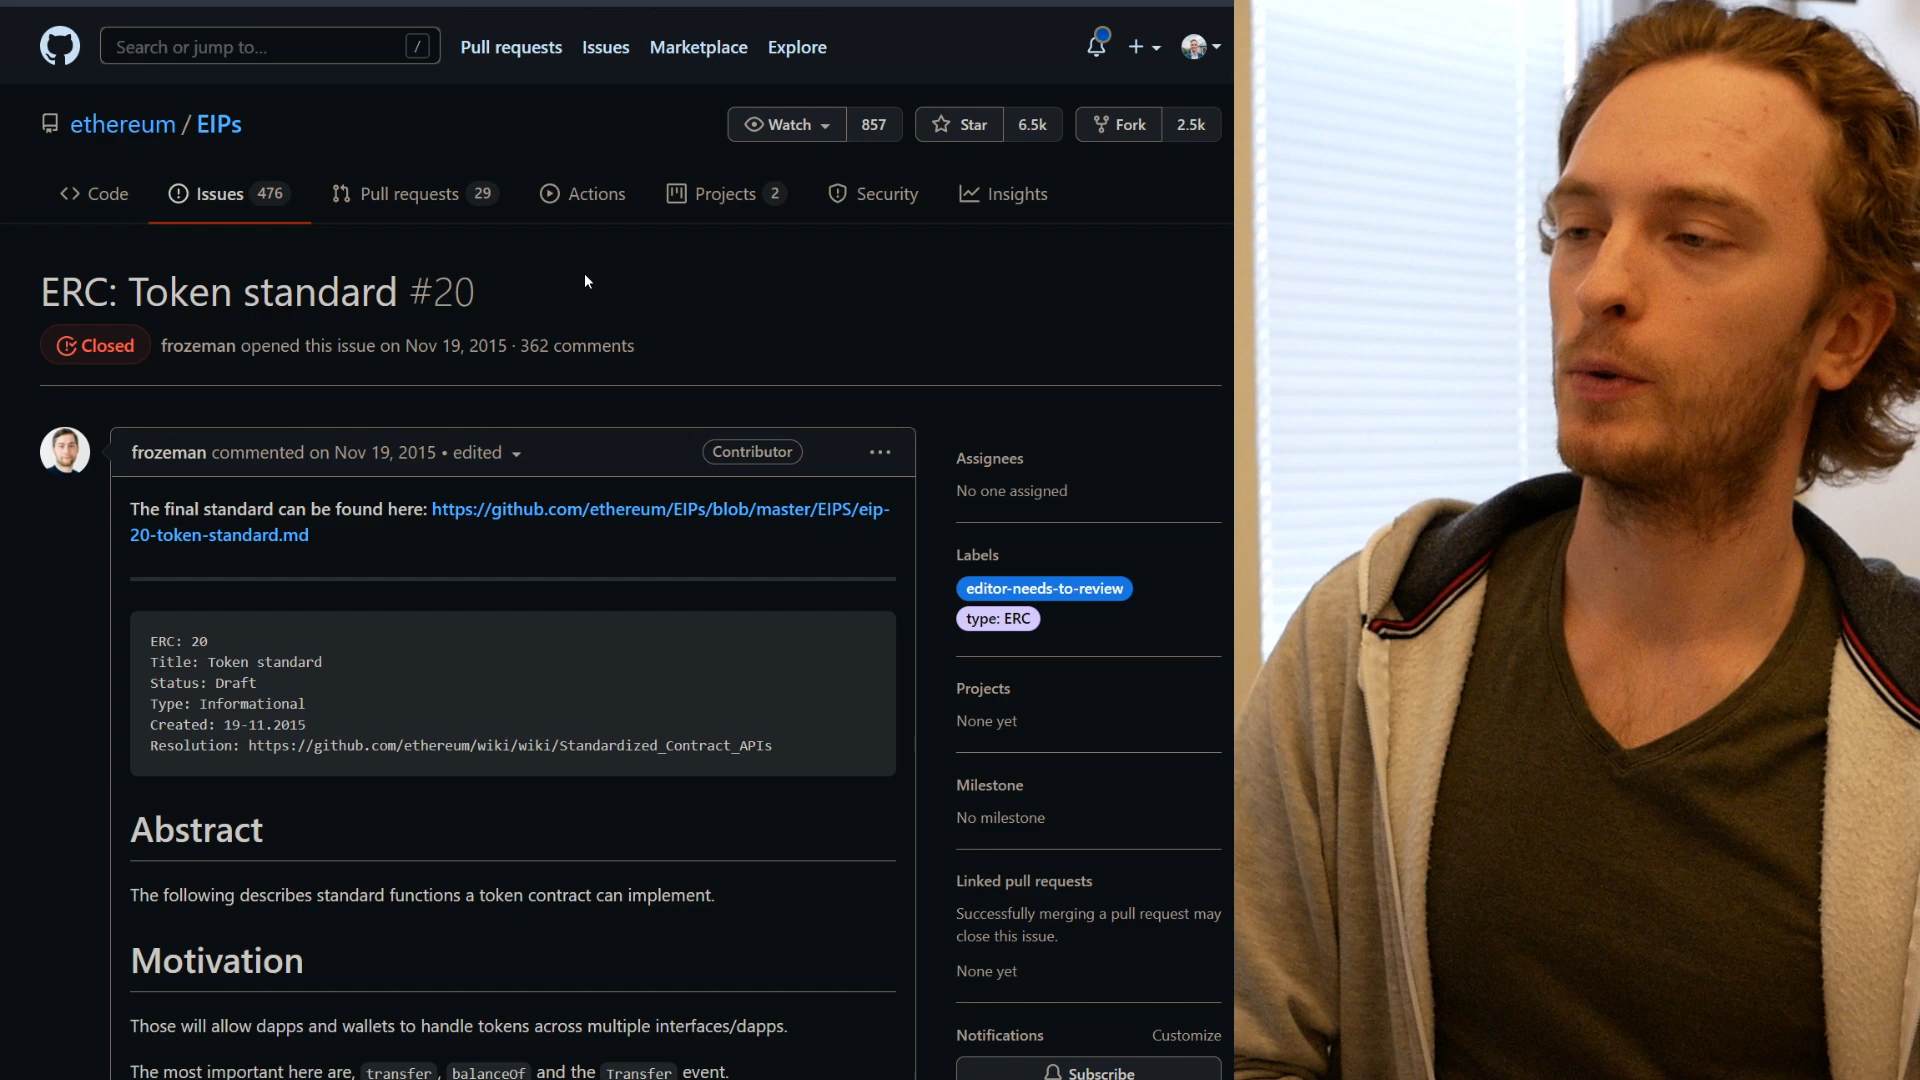 Search or jump to... /
Pull requests Issues Marketplace Explore
ethereum / EIPs
Watch 857
Star 6.5k
Fork 2.5k
Code
Issues 476
Pull requests 29
Actions
Projects 2
Security
Insights
ERC: Token standard #20
Closed frozeman opened this issue on Nov 19, 2015 · 362 comments
frozeman commented on Nov 19, 2015 • edited
Contributor ...
The final standard can be found here: https://github.com/ethereum/EIPs/blob/master/EIPS/eip-
20-token-standard.md
ERC: 20
Title: Token standard
Status: Draft
Type: Informational
Created: 19-11.2015
Resolution: https://github.com/ethereum/wiki/wiki/Standardized_Contract_APIs
Abstract
The following describes standard functions a token contract can implement.
Motivation
Those will allow dapps and wallets to handle tokens across multiple interfaces/dapps.
The most important here are, transfer, balanceOf and the Transfer event.
Assignees
No one assigned
Labels
editor-needs-to-review
type: ERC
Projects
None yet
Milestone
No milestone
Linked pull requests
Successfully merging a pull request may
close this issue.
None yet
Notifications Customize
Subscribe